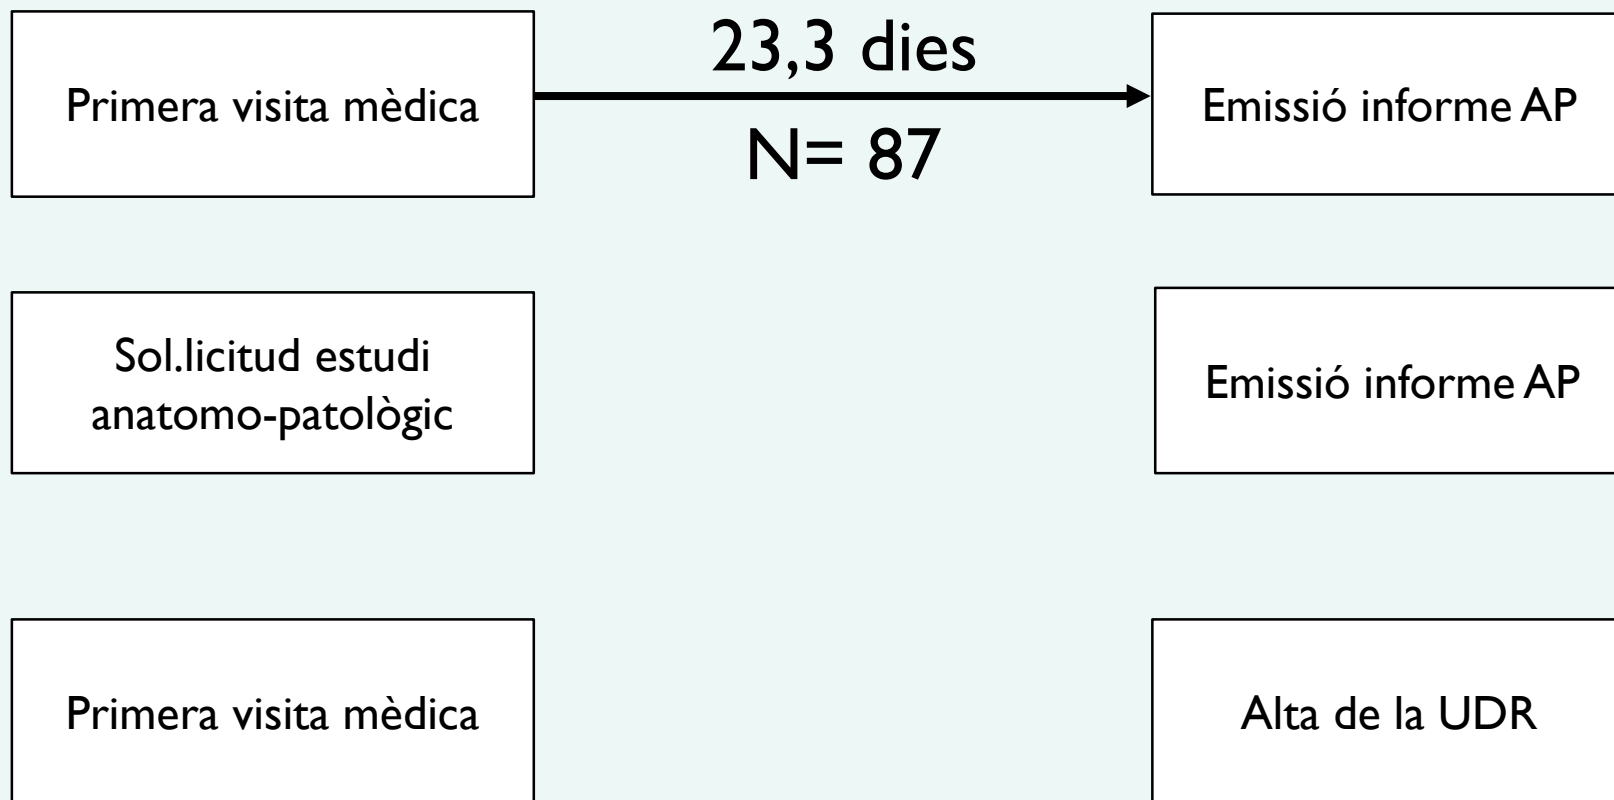 Primera visita mèdica
23,3 dies
N= 87
Emissió informe AP
Sol.licitud estudi
anatomo-patològic
Emissió informe AP
Primera visita mèdica
Alta de la UDR